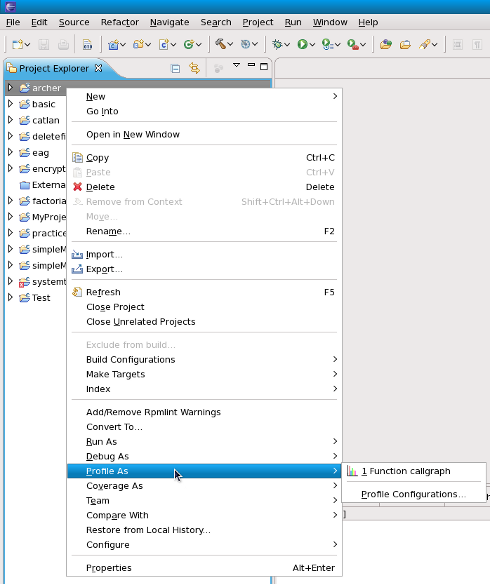 File Edit Source Refactor Navigate Search Project Run Window Help
Project Explorer
archer
basic
catlan
deletefi
eag
encrypt
Externa
factoria
MyProje
practice
simpleM
simpleM
systemt
Test
New
Go Into
Open in New Window
Copy Ctrl+C
Paste Ctrl+V
Delete Delete
Remove from Context Shift+Ctrl+Alt+Down
Move...
Rename... F2
Import...
Export...
Refresh F5
Close Project
Close Unrelated Projects
Exclude from build...
Build Configurations
Make Targets
Index
Add/Remove Rpmlint Warnings
Convert To...
Run As
Debug As
Profile As
Coverage As
Team
Compare With
Restore from Local History...
Configure
Properties Alt+Enter
1 Function callgraph
Profile Configurations...